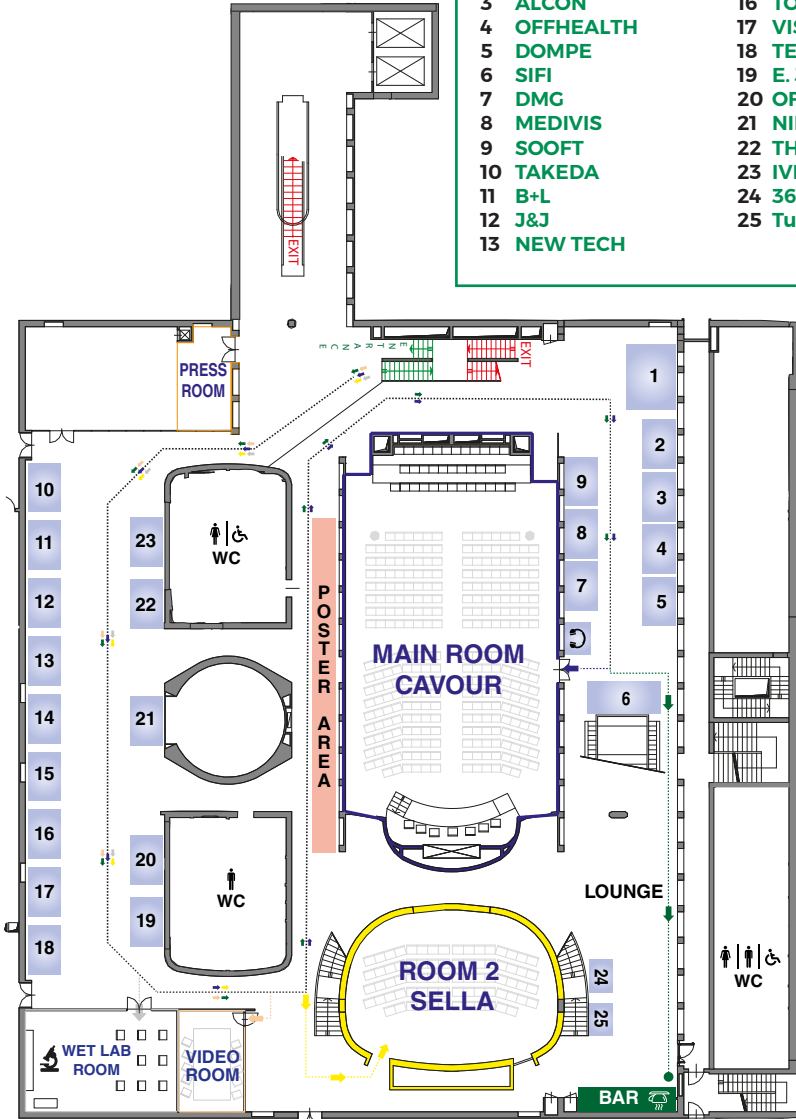 3 ALCON
4 OFFHEALTH
5 DOMPE
6 SIFI
7 DMG
8 MEDIVIS
9 SOOFT
10 TAKEDA
11 B+L
12 J&J
13 NEW TECH
16
17
18
19 E.
20
21
22
23
24
25
EXIT
ENTRANCE
EXIT
PRESS
ROOM
1
2
3
4
5
6
7
8
9
10
11
12
13
14
15
16
17
18
19
20
21
22
23
24
25
WC
POSTER AREA
MAIN ROOM
CAVOUR
WC
LOUNGE
ROOM 2
SELLA
WC
WET LAB
ROOM
VIDEO
ROOM
BAR